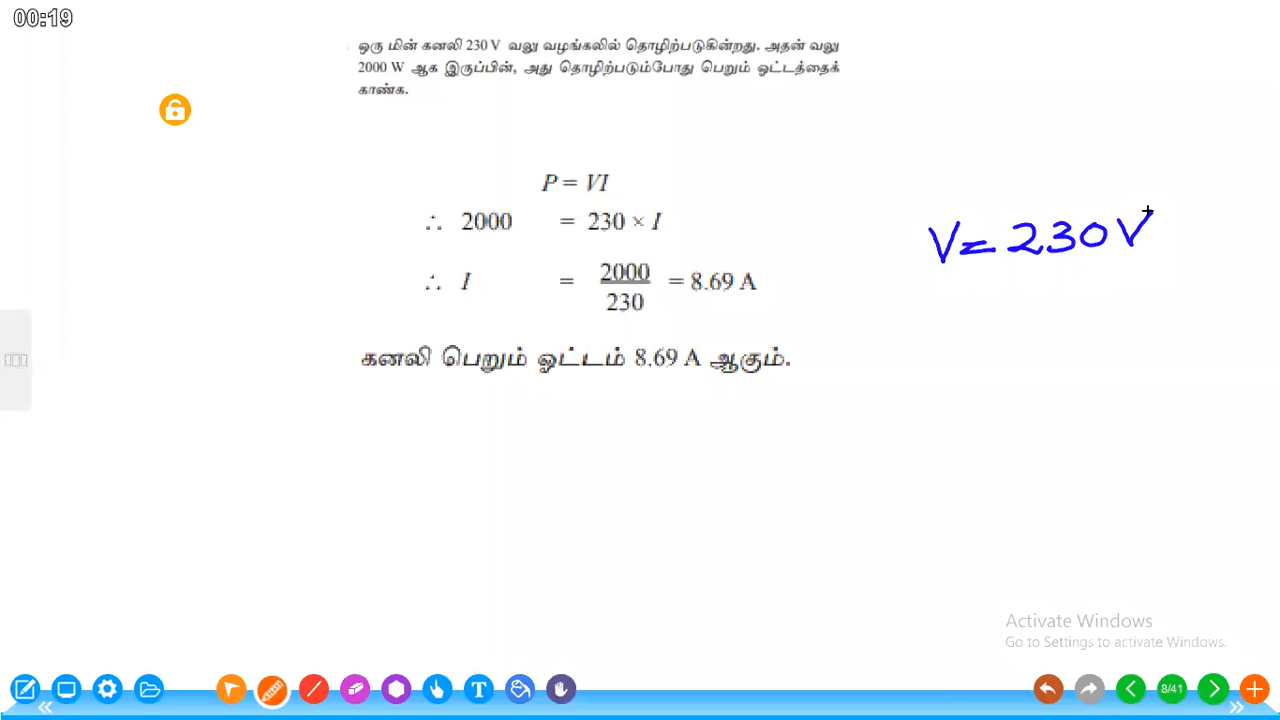 00:19
ஒரு மின் கனலி 230 V வலு வழங்கலில் தொழிற்படுகின்றது. அதன் வலு
2000 W ஆக இருப்பின், அது தொழிற்படும்போது பெறும் ஓட்டத்தைக்
காண்க.
P = VI
∴ 2000 = 230 × I
∴ I = 2000/230 = 8.69 A
கனலி பெறும் ஓட்டம் 8.69 A ஆகும்.
V = 230 V
Activate Windows
Go to Settings to activate Windows.
T
8/41